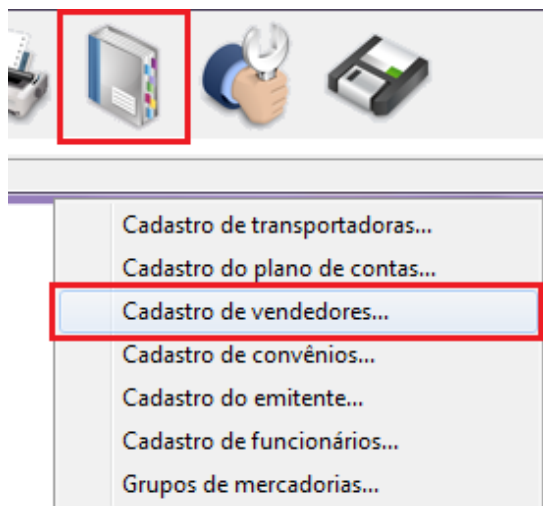 Cadastro de transportadoras...
Cadastro do plano de contas...
Cadastro de vendedores...
Cadastro de convênios...
Cadastro do emitente...
Cadastro de funcionários...
Grupos de mercadorias...